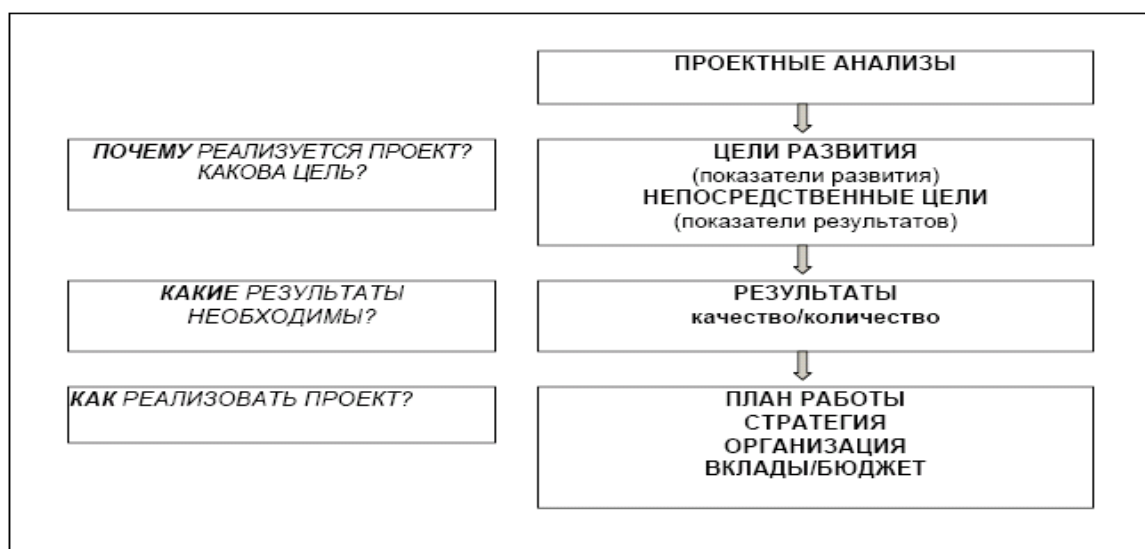 ПРОЕКТНЫЕ АНАЛИЗЫ
ПОЧЕМУ РЕАЛИЗУЕТСЯ ПРОЕКТ?
КАКОВА ЦЕЛЬ?
ЦЕЛИ РАЗВИТИЯ
(показатели развития)
НЕПОСРЕДСТВЕННЫЕ ЦЕЛИ
(показатели результатов)
КАКИЕ РЕЗУЛЬТАТЫ
НЕОБХОДИМЫ?
РЕЗУЛЬТАТЫ
качество/количество
КАК РЕАЛИЗОВАТЬ ПРОЕКТ?
ПЛАН РАБОТЫ
СТРАТЕГИЯ
ОРГАНИЗАЦИЯ
ВКЛАДЫ/БЮДЖЕТ